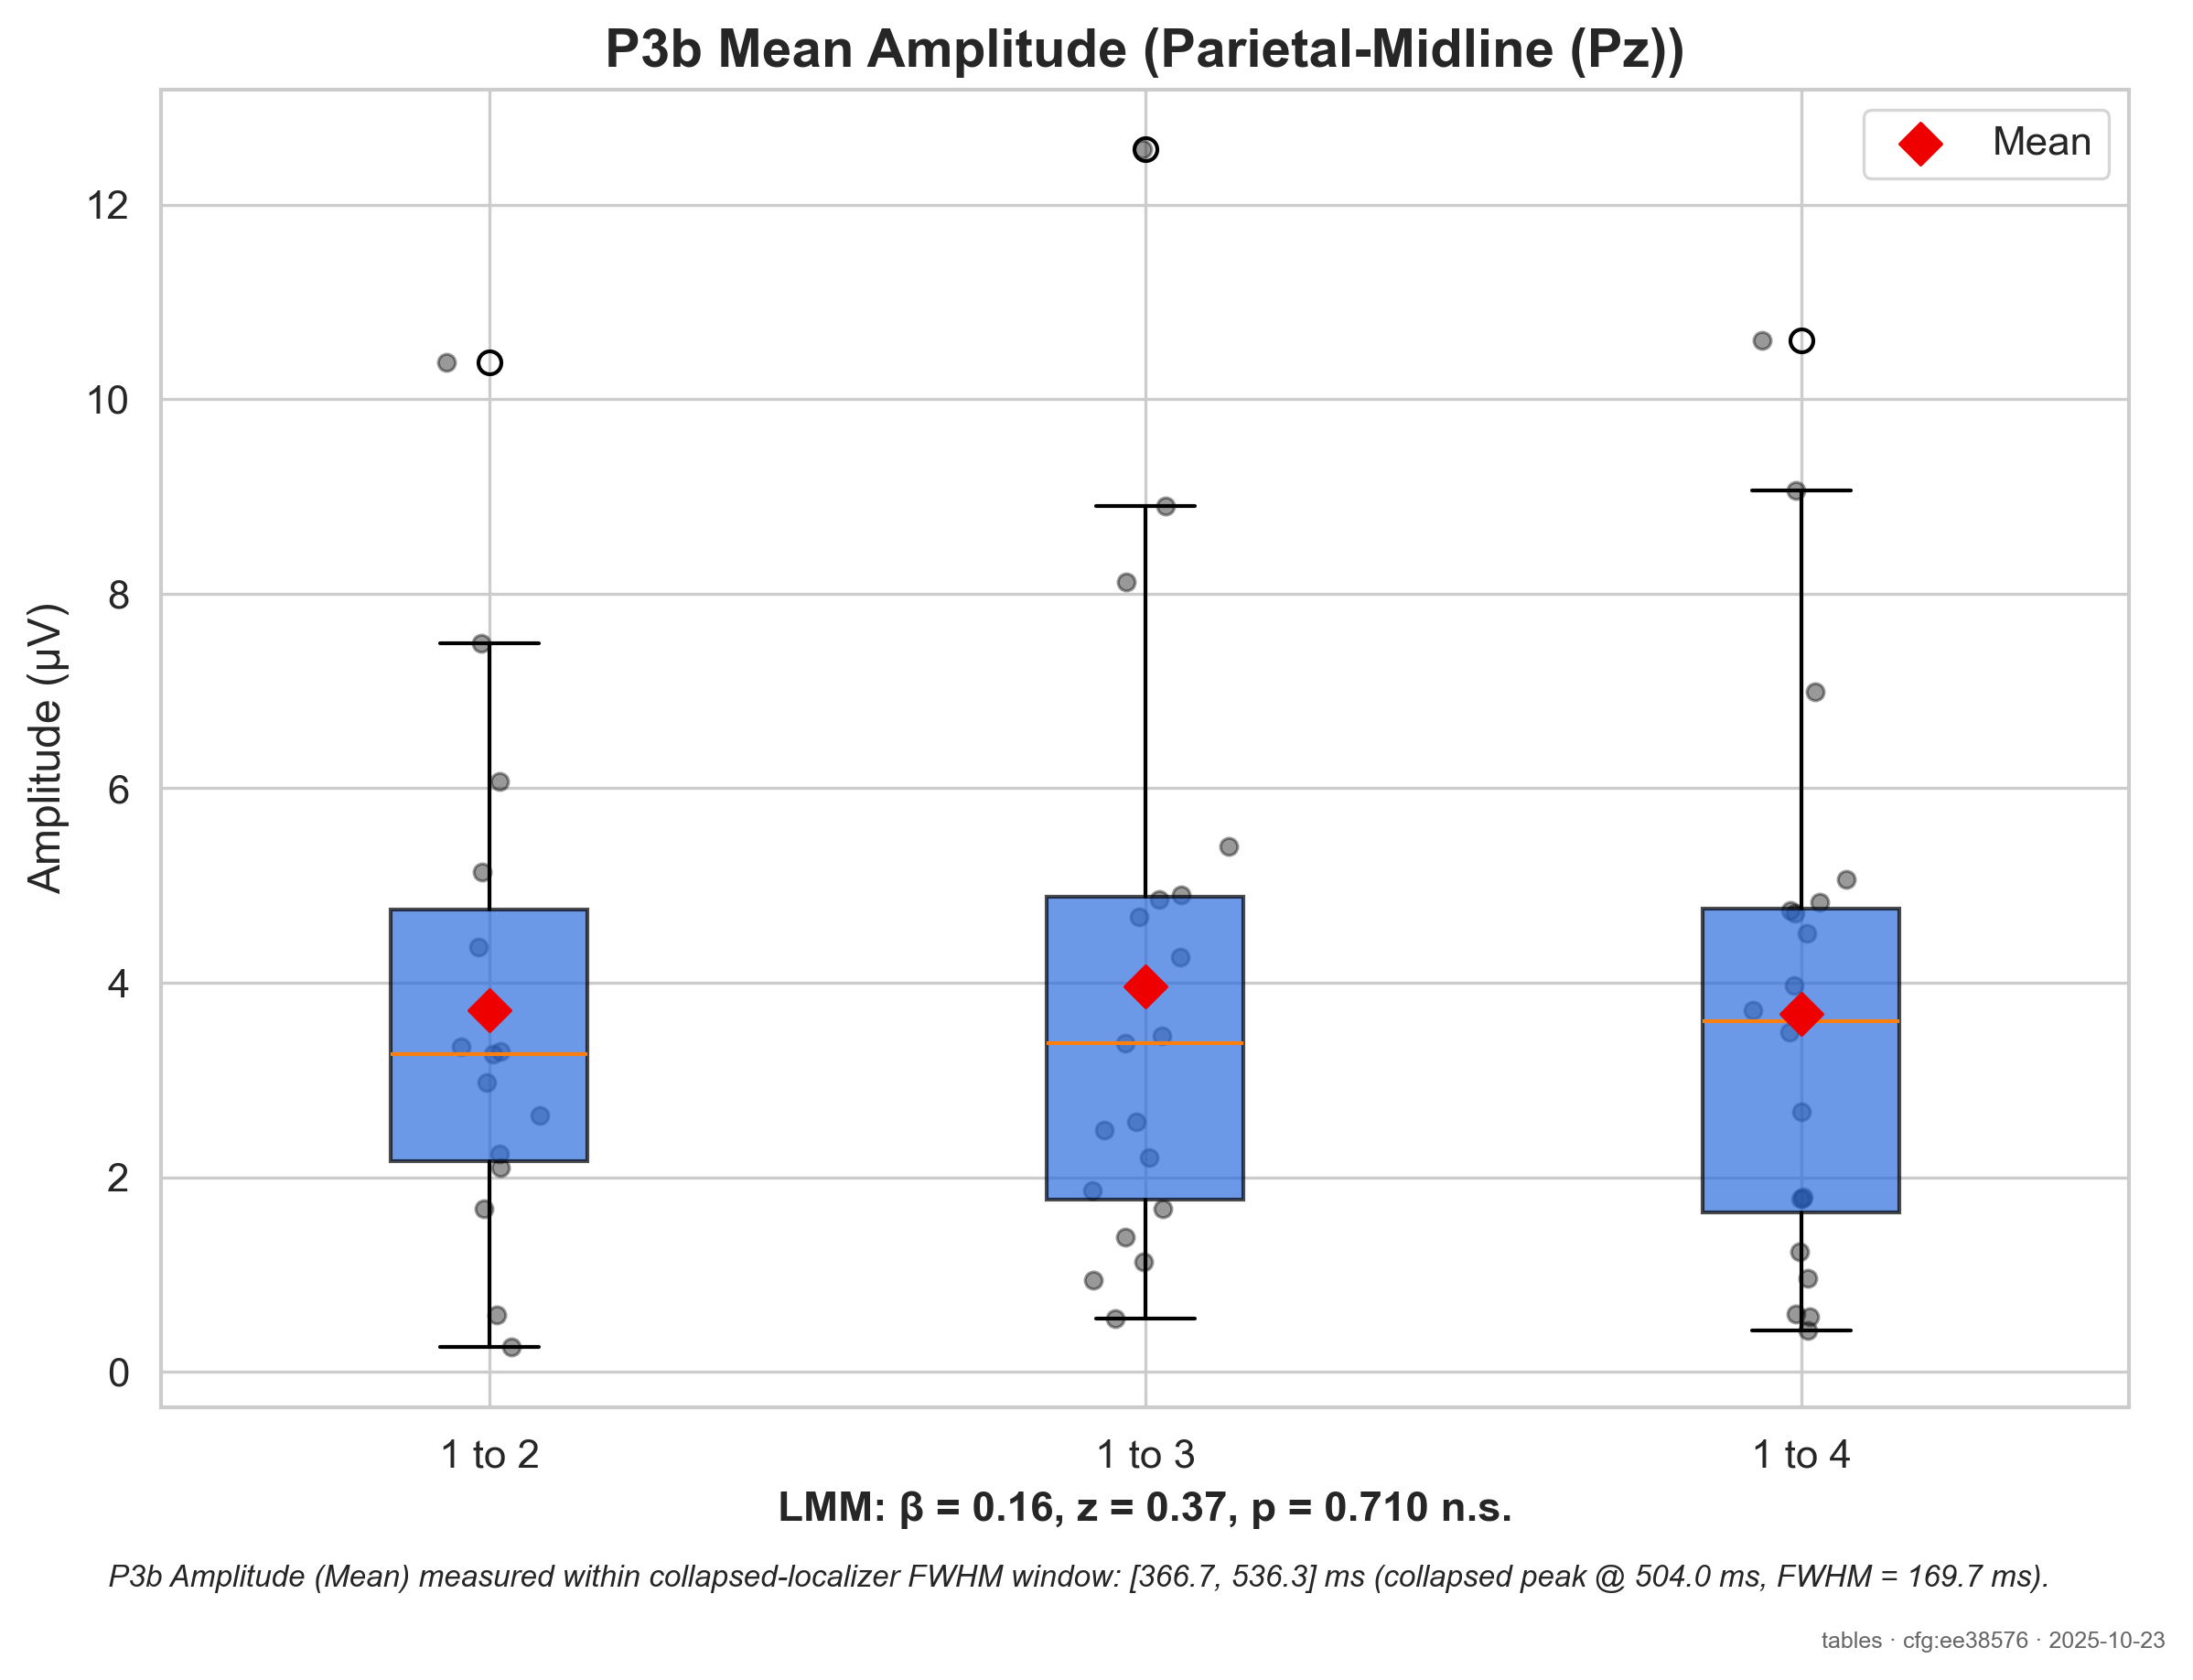 P3b Mean Amplitude (Parietal-Midline (Pz))
Mean
Amplitude (µV)
12
10
8
6
4
2
0
1 to 2 1 to 3 1 to 4
LMM: β = 0.16, z = 0.37, p = 0.710 n.s.
P3b Amplitude (Mean) measured within collapsed-localizer FWHM window: [366.7, 536.3] ms (collapsed peak @ 504.0 ms, FWHM = 169.7 ms).
tables · cfg:ee38576 · 2025-10-23